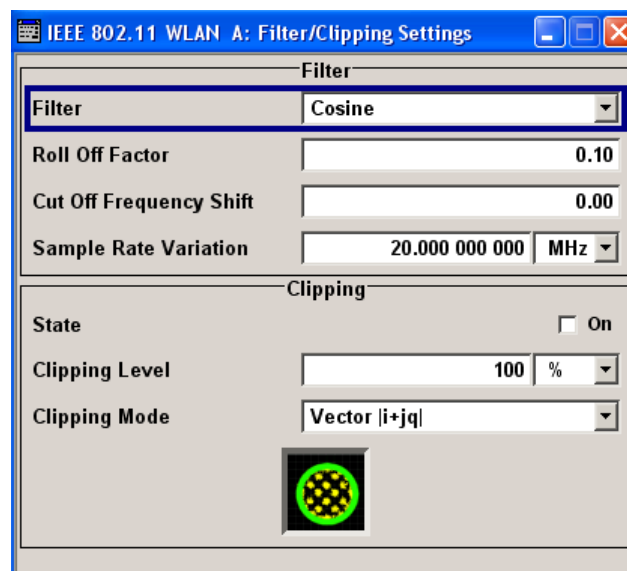 IEEE 802.11 WLAN A: Filter/Clipping Settings
Filter
Filter Cosine
Roll Off Factor 0.10
Cut Off Frequency Shift 0.00
Sample Rate Variation 20.000 000 000 MHz
Clipping
State On
Clipping Level 100 %
Clipping Mode Vector |i+jq|